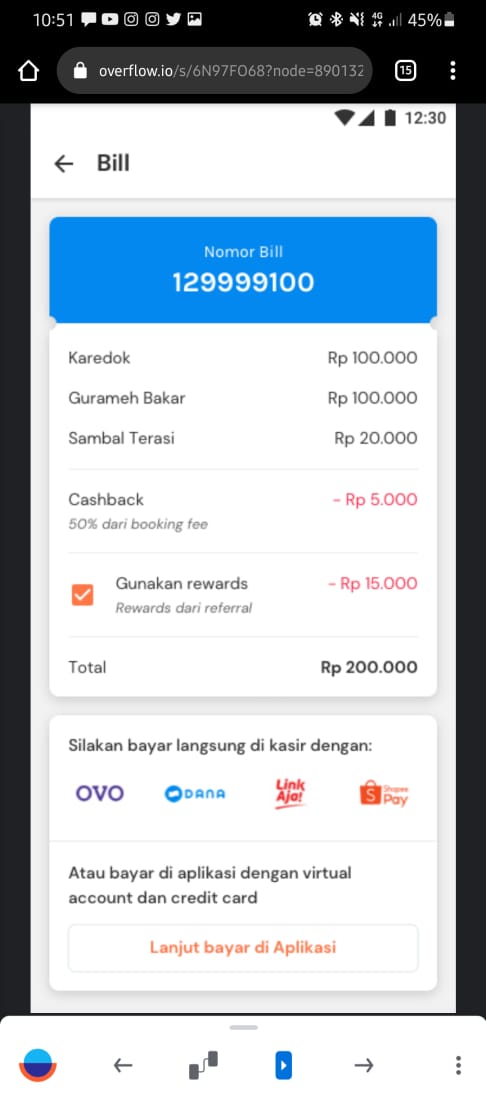 10:51
4G
45%
overflow.io/s/6N97FO68?node=890132
15
12:30
Bill
Nomor Bill
129999100
Karedok Rp 100.000
Gurameh Bakar Rp 100.000
Sambal Terasi Rp 20.000
Cashback - Rp 5.000
50% dari booking fee
Gunakan rewards - Rp 15.000
Rewards dari referral
Total Rp 200.000
Silakan bayar langsung di kasir dengan:
OVO DANA Link Aja! S Shopee Pay
Atau bayar di aplikasi dengan virtual
account dan credit card
Lanjut bayar di Aplikasi